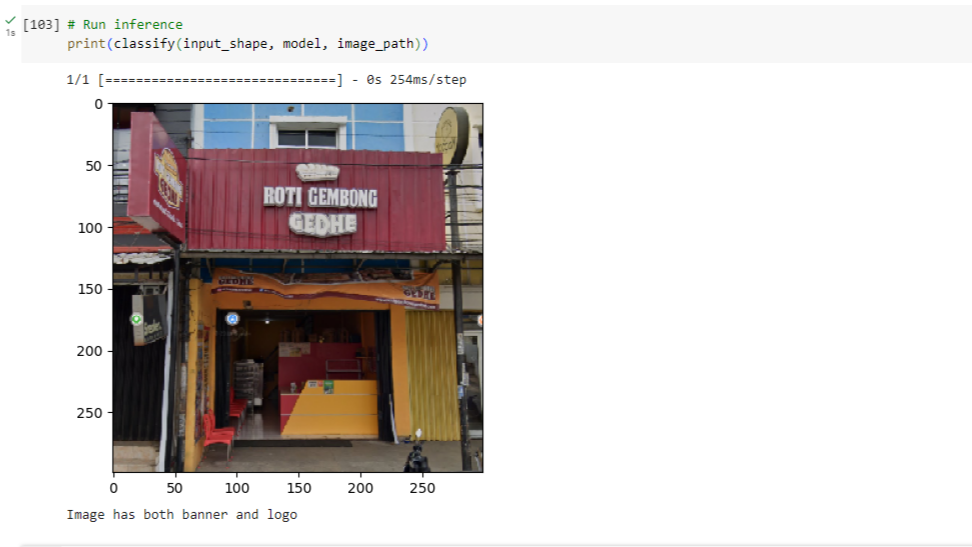 [103] # Run inference
1s
print(classify(input_shape, model, image_path))
1/1 [==============================] - 0s 254ms/step
0
50
100
150
200
250
ROTI GEMBONG
GEDHE
GEDHE
GEDHE
0 50 100 150 200 250
Image has both banner and logo